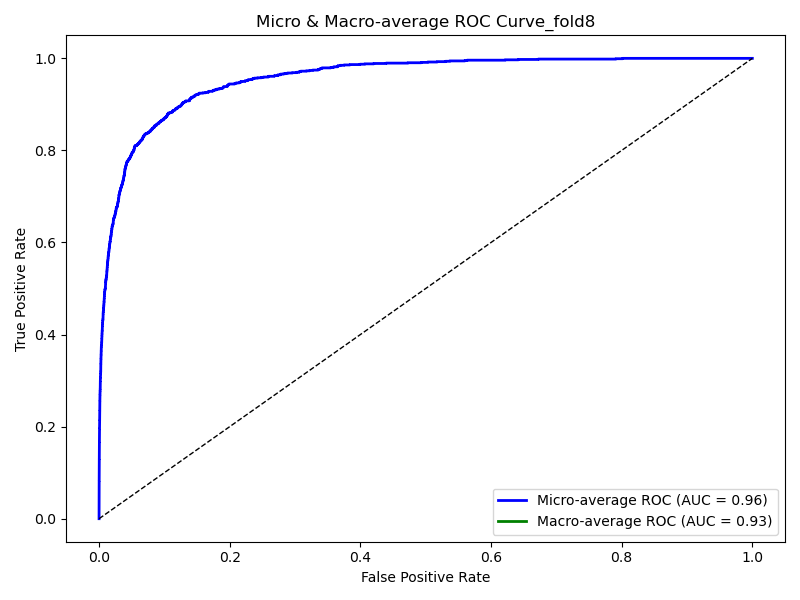 Micro & Macro-average ROC Curve_fold8
True Positive Rate
1.0
0.8
0.6
0.4
0.2
0.0
Micro-average ROC (AUC = 0.96)
Macro-average ROC (AUC = 0.93)
0.0 0.2 0.4 0.6 0.8 1.0
False Positive Rate